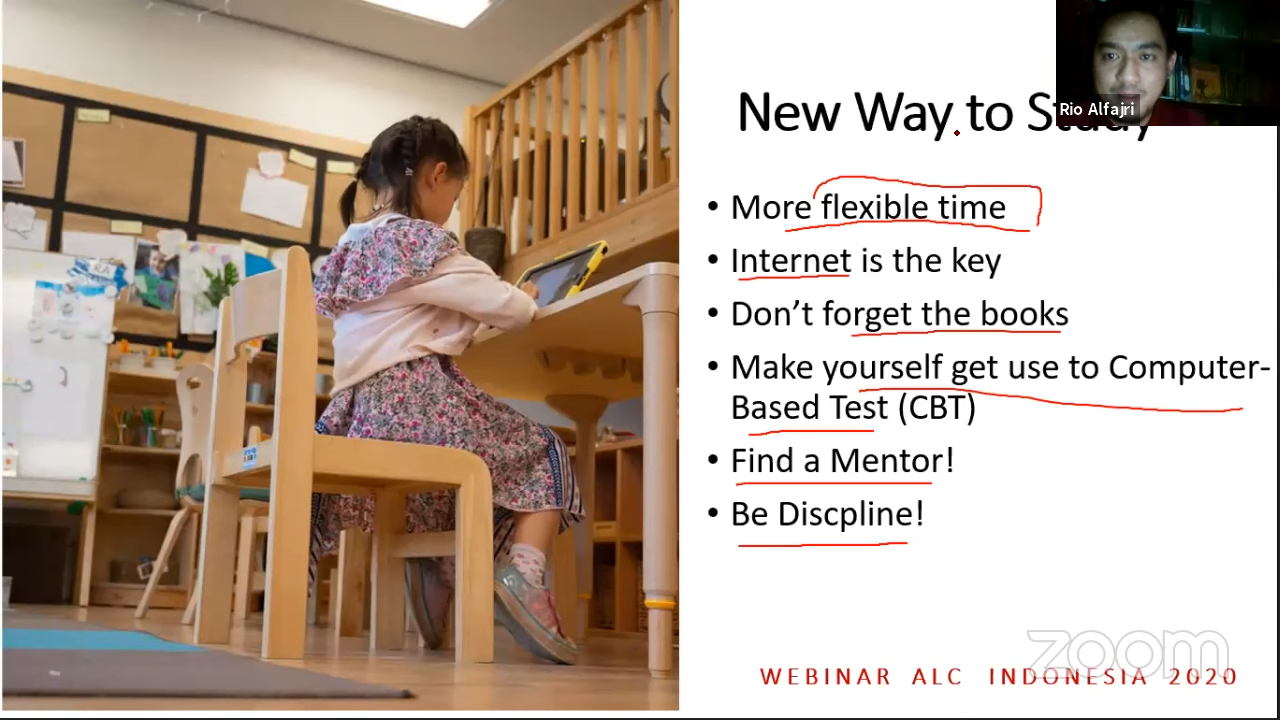 Rio Alfajri
New Way to Study
• More flexible time
• Internet is the key
• Don't forget the books
• Make yourself get use to Computer-
Based Test (CBT)
• Find a Mentor!
• Be Discpline!
zoom
WEBINAR ALC INDONESIA 2020